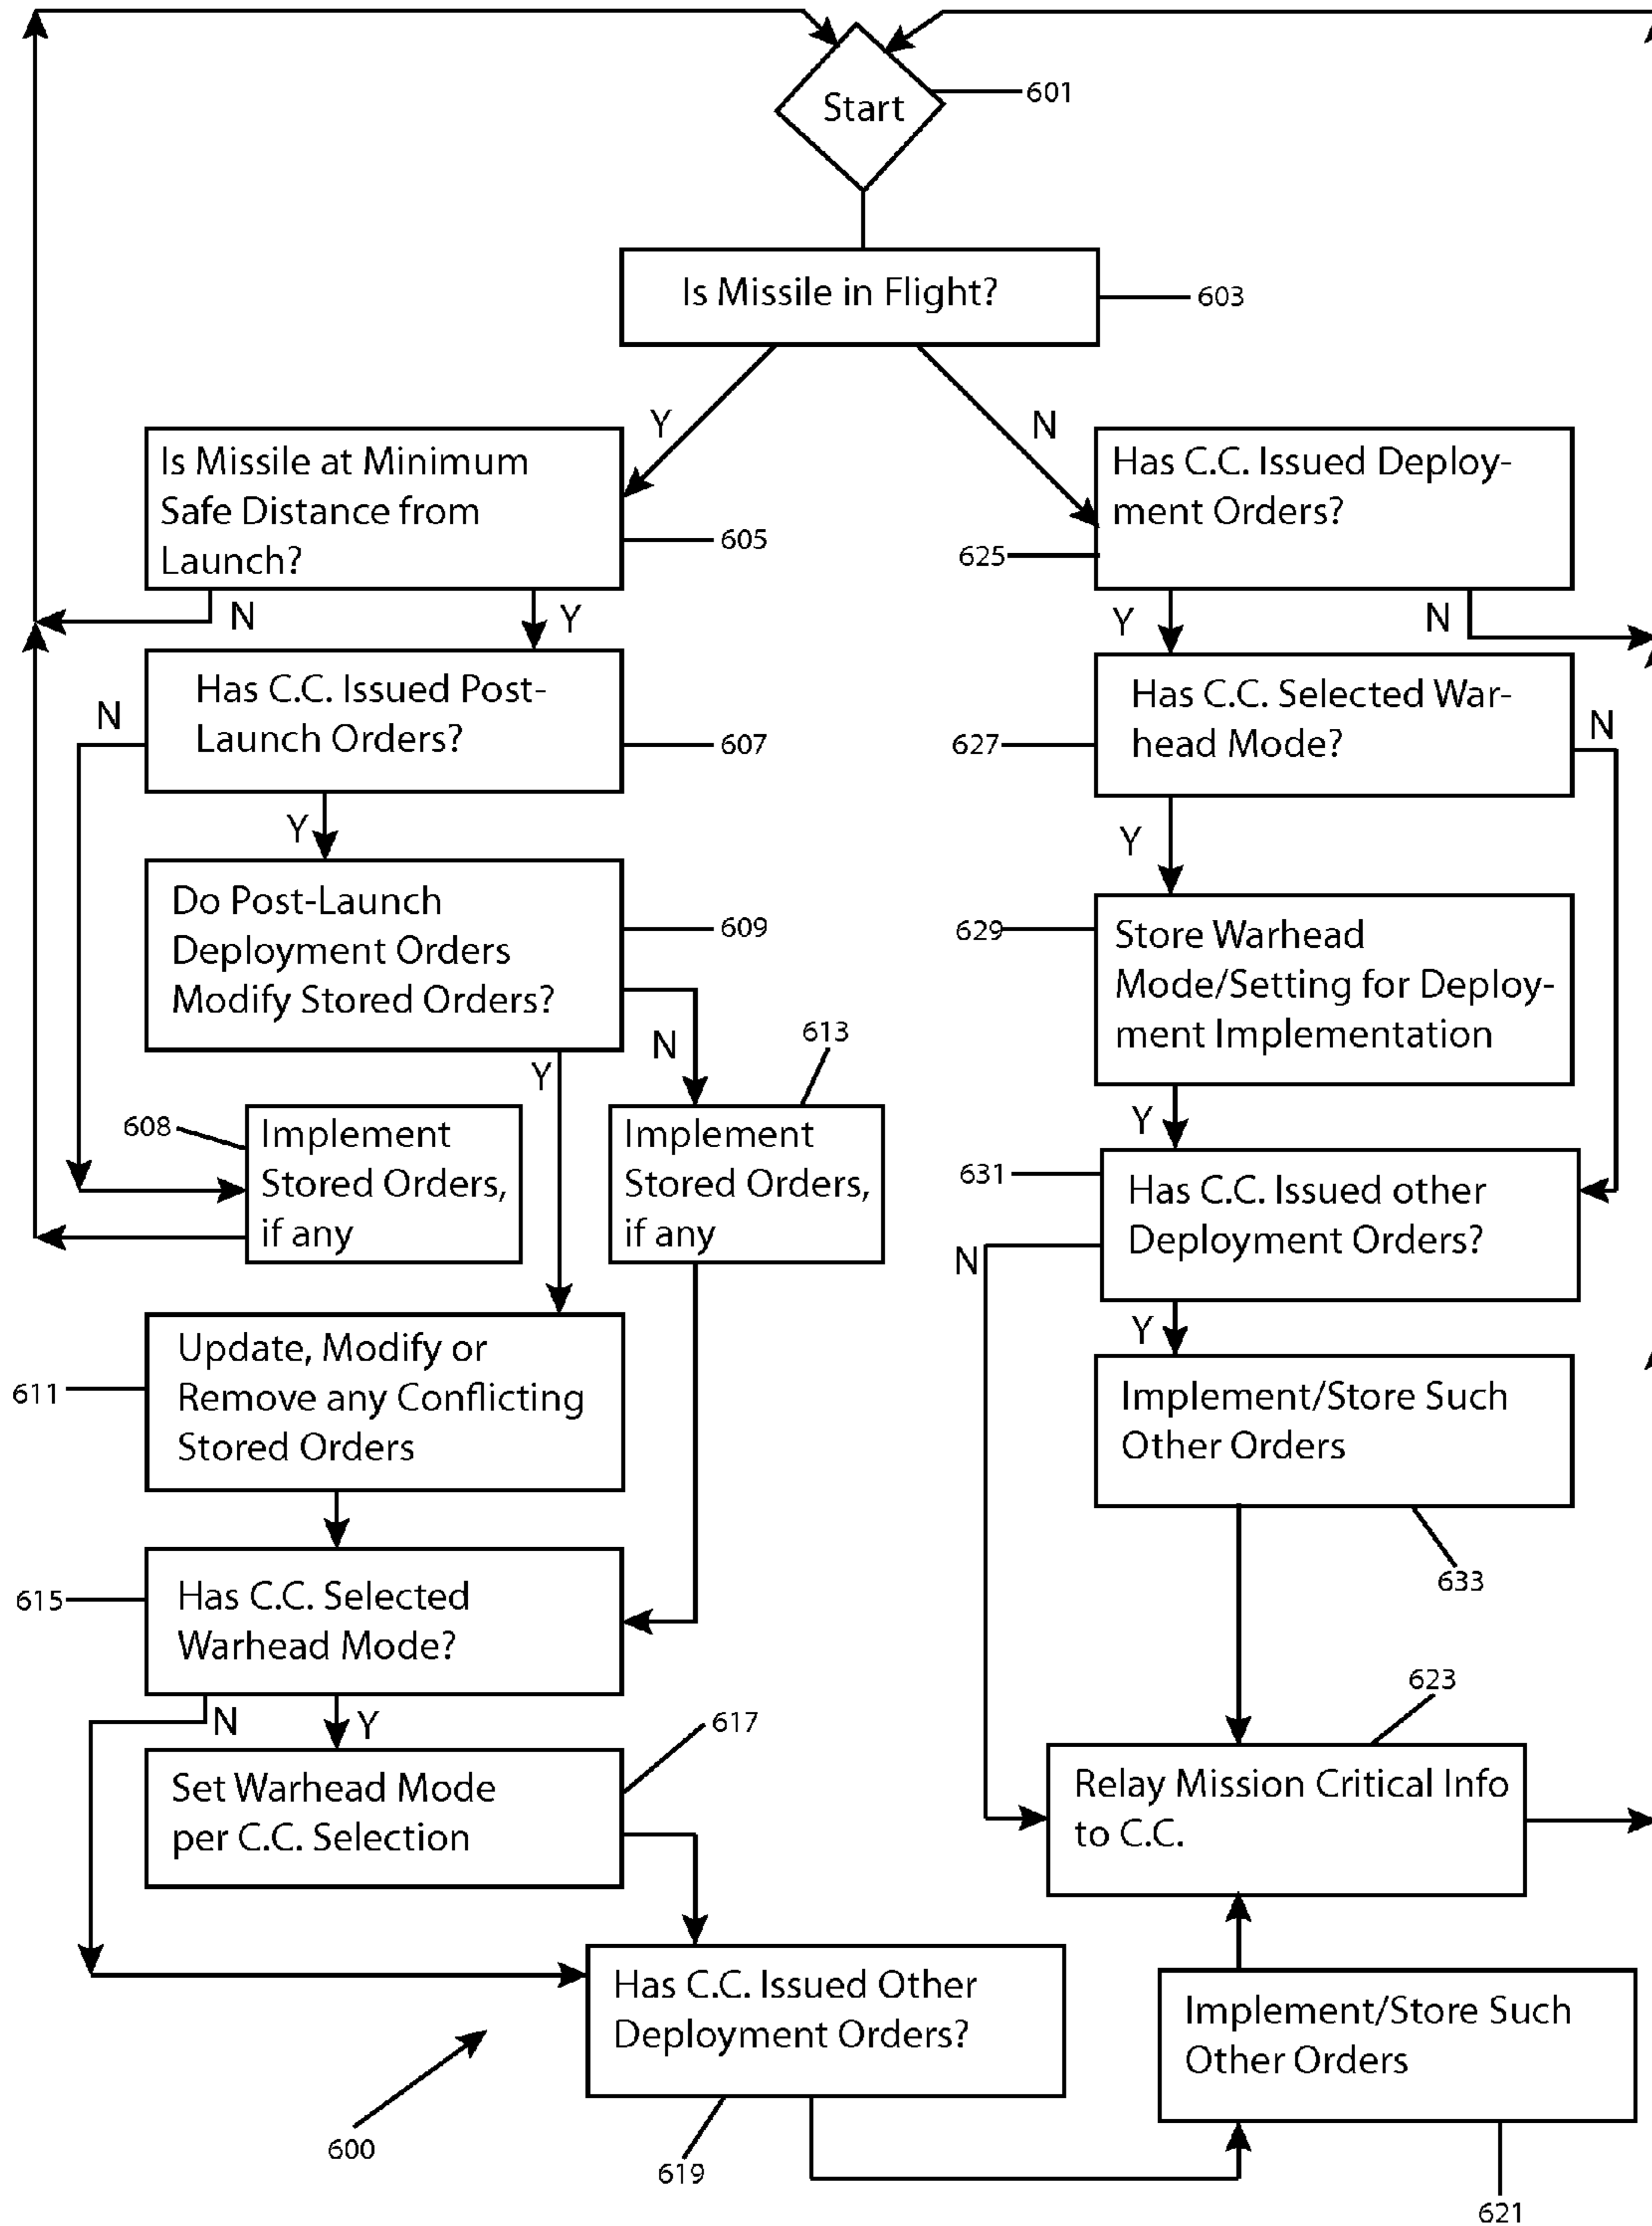 Start
601
Is Missile in Flight?
603
Y
N
Is Missile at Minimum
Safe Distance from
Launch?
605
N
Y
Has C.C. Issued Deploy-
ment Orders?
625
Y
N
Has C.C. Issued Post-
Launch Orders?
607
N
Y
Has C.C. Selected War-
head Mode?
627
N
Y
Do Post-Launch
Deployment Orders
Modify Stored Orders?
609
N
Y
Store Warhead
Mode/Setting for Deploy-
ment Implementation
629
Y
608
Implement
Stored Orders,
if any
613
Implement
Stored Orders,
if any
631
Has C.C. Issued other
Deployment Orders?
N
Y
611
Update, Modify or
Remove any Conflicting
Stored Orders
Implement/Store Such
Other Orders
633
615
Has C.C. Selected
Warhead Mode?
N
Y
617
Set Warhead Mode
per C.C. Selection
623
Relay Mission Critical Info
to C.C.
Has C.C. Issued Other
Deployment Orders?
619
Implement/Store Such
Other Orders
621
600